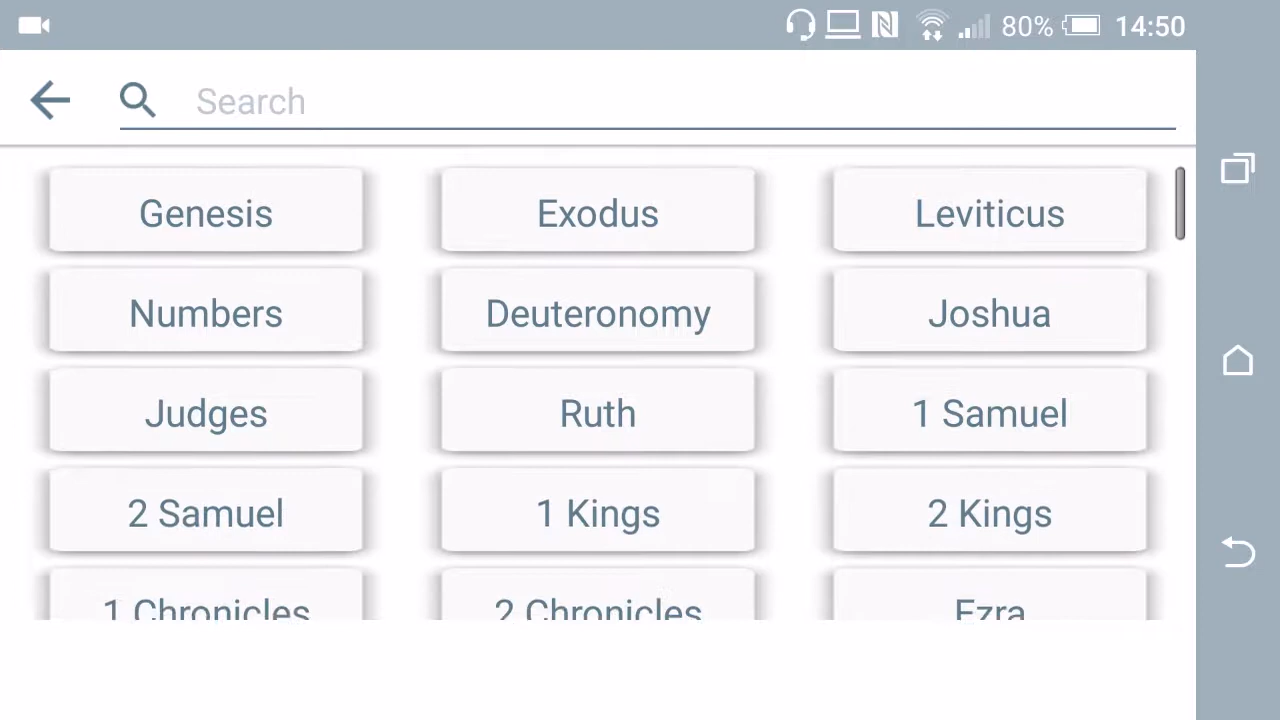 80% 14:50
Search
Genesis Exodus Leviticus
Numbers Deuteronomy Joshua
Judges Ruth 1 Samuel
2 Samuel 1 Kings 2 Kings
1 Chronicles 2 Chronicles Ezra